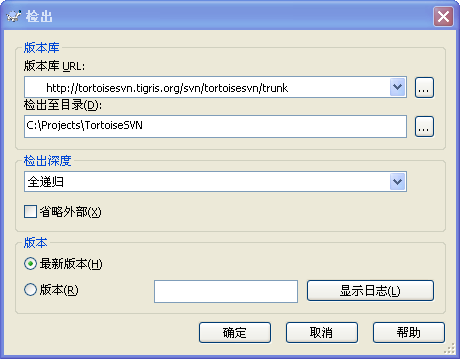 检出
版本库
版本库 URL:
http://tortoisesvn.tigris.org/svn/tortoisesvn/trunk
...
检出至目录(D):
C:\Projects\TortoiseSVN
...
检出深度
全递归
省略外部(X)
版本
最新版本(H)
版本(R)
显示日志(L)
确定 取消 帮助